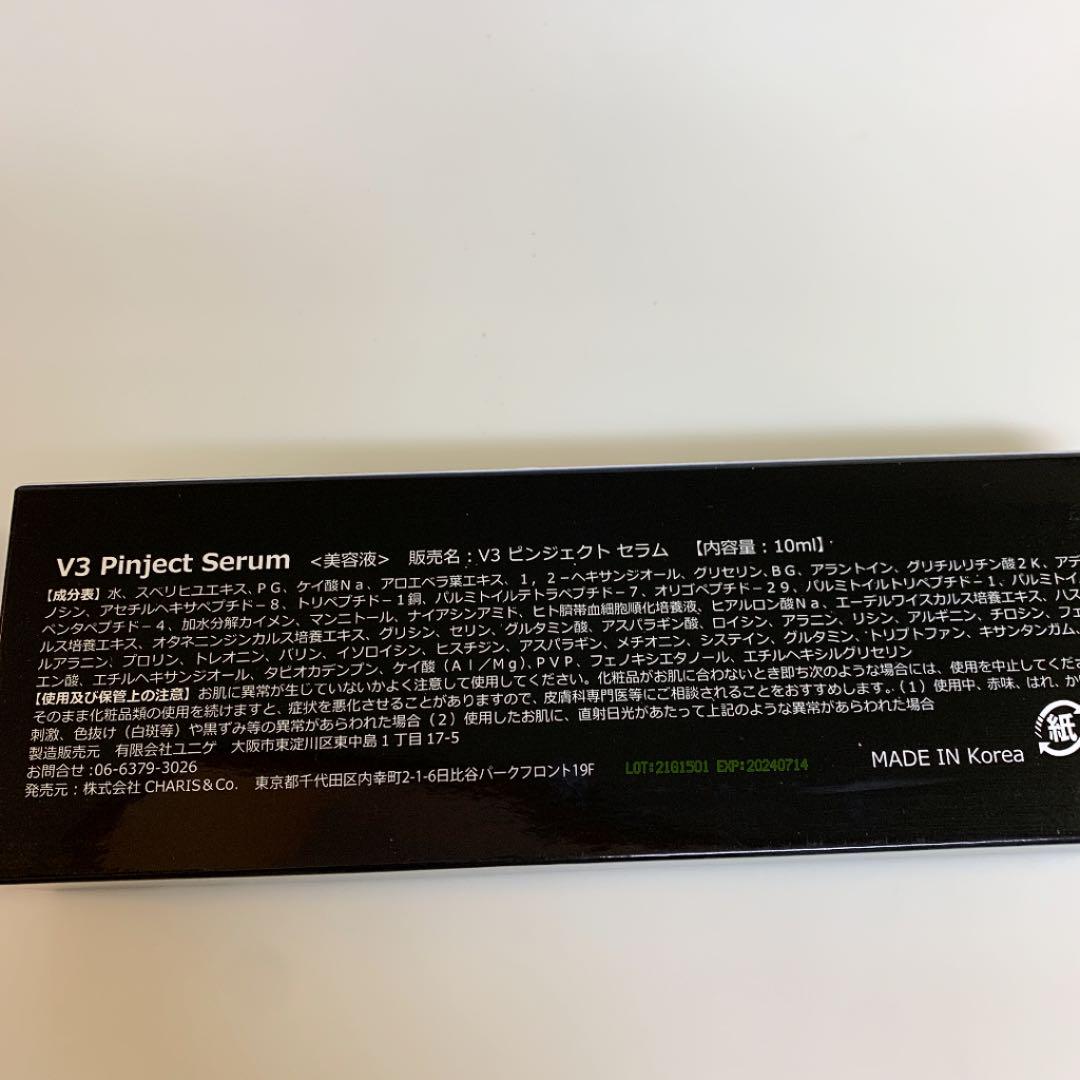 V3 Pinject Serum <美容液> 販売名：V3 ピンジェクト セラム 【内容量：10ml】
【成分表】水、スベリヒユエキス、PG、ケイ酸Na、アロエベラ葉エキス、1，2−ヘキサンジオール、グリセリン、BG、アラントイン、グリチルリチン酸2K、アデ
ノシン、アセチルヘキサペプチド−8、トリペプチド−1銅、パルミトイルテトラペプチド−7、オリゴペプチド−29、パルミトイルトリペプチド−1、パルミトイル
ペンタペプチド−4、加水分解カイメン、マンニトール、ナイアシンアミド、ヒト臍帯血細胞順化培養液、ヒアルロン酸Na、エーデルワイスカルス培養エキス、ハス
ルス培養エキス、オタネニンジンカルス培養エキス、グリシン、セリン、グルタミン酸、アスパラギン酸、ロイシン、アラニン、リシン、アルギニン、チロシン、フェ
ルアラニン、プロリン、トレオニン、バリン、イソロイシン、ヒスチジン、アスパラギン、メチオニン、システイン、グルタミン、トリプトファン、キサンタンガム、
エン酸、エチルヘキサンジオール、タピオカデンプン、ケイ酸（Al／Mg）、PVP、フェノキシエタノール、エチルヘキシルグリセリン
【使用及び保管上の注意】お肌に異常が生じていないかよく注意して使用してください。化粧品がお肌に合わないとき即ち次のような場合には、使用を中止してくださ
そのまま化粧品類の使用を続けますと、症状を悪化させることがありますので、皮膚科専門医等にご相談されることをおすすめします。（1）使用中、赤味、はれ、かゆ
刺激、色抜け（白斑等）や黒ずみ等の異常があらわれた場合（2）使用したお肌に、直射日光があたって上記のような異常があらわれた場合
製造販売元 有限会社ユニゲ 大阪市東淀川区東中島1丁目17-5
お問合せ:06-6379-3026
発売元：株式会社 CHARIS＆Co. 東京都千代田区内幸町2-1-6日比谷パークフロント19F
LOT:21G1501 EXP:20240714
MADE IN Korea
紙